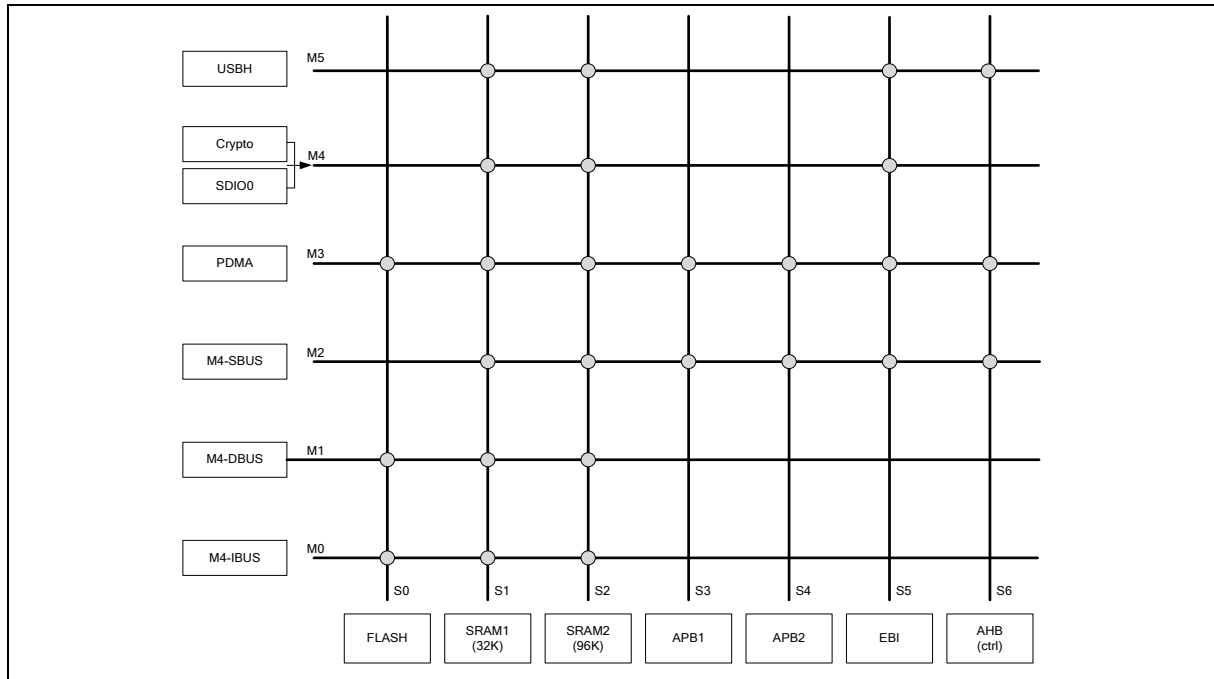 M5
USBH
Crypto
M4
SDIO0
M3
PDMA
M2
M4-SBUS
M1
M4-DBUS
M0
M4-IBUS
S0 S1 S2 S3 S4 S5 S6
FLASH
SRAM1
(32K)
SRAM2
(96K)
APB1
APB2
EBI
AHB
(ctrl)